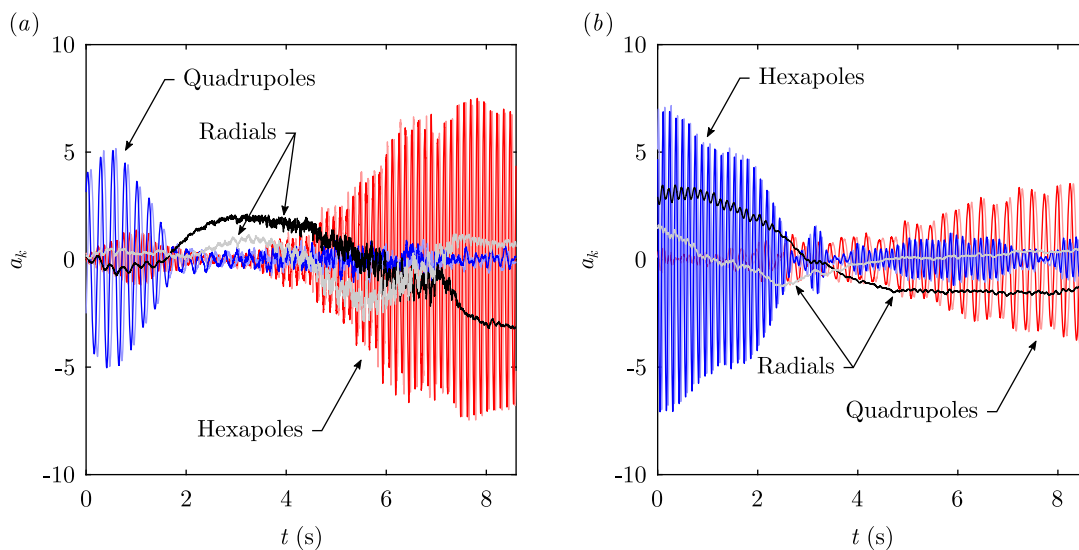 (a)
10
5
0
-5
-10
a_k
Quadrupoles
Radials
Hexapoles
0 2 4 6 8
t (s)
(b)
10
5
0
-5
-10
a_k
Hexapoles
Radials
Quadrupoles
0 2 4 6 8
t (s)